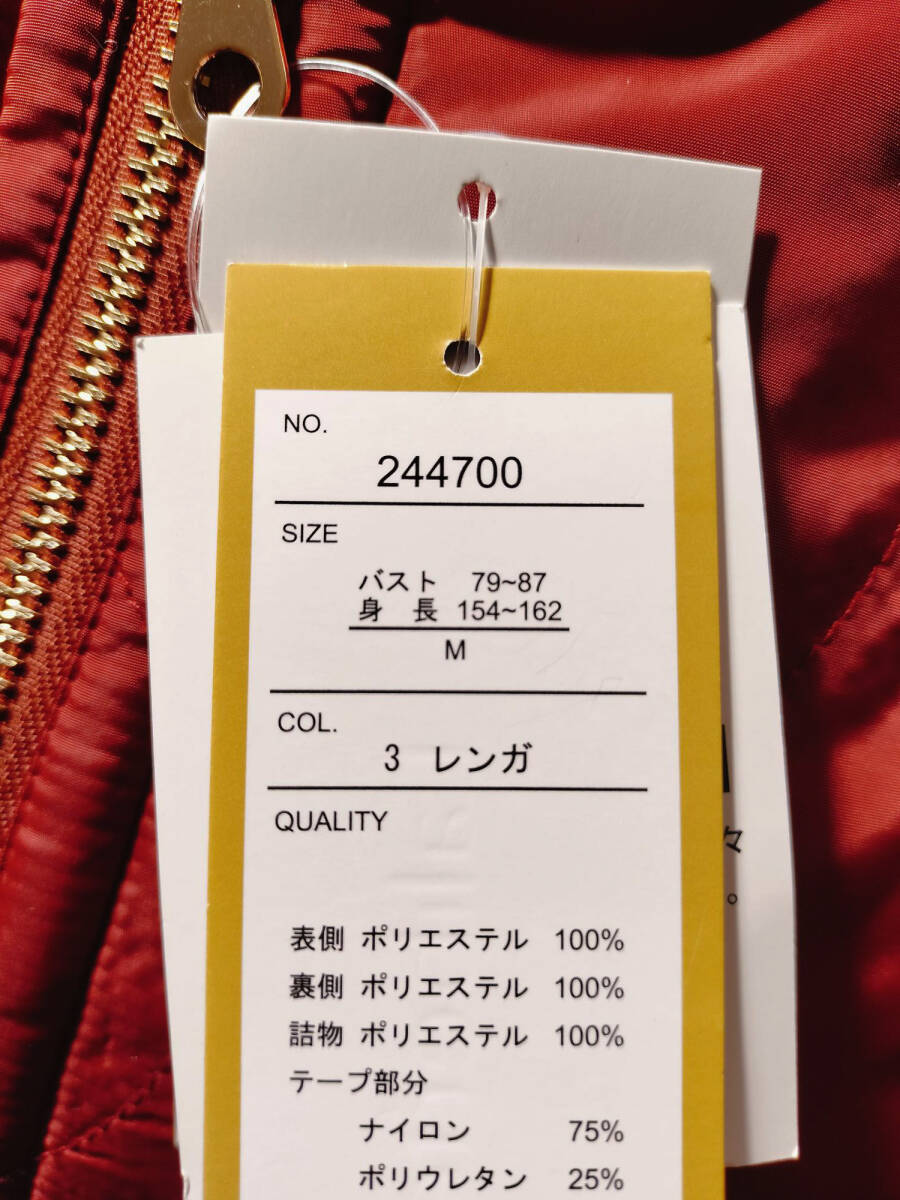 NO.
244700
SIZE
バスト 79~87
身 長 154~162
M
COL.
3 レンガ
QUALITY
表側 ポリエステル 100%
裏側 ポリエステル 100%
詰物 ポリエステル 100%
テープ部分
ナイロン 75%
ポリウレタン 25%
々
。